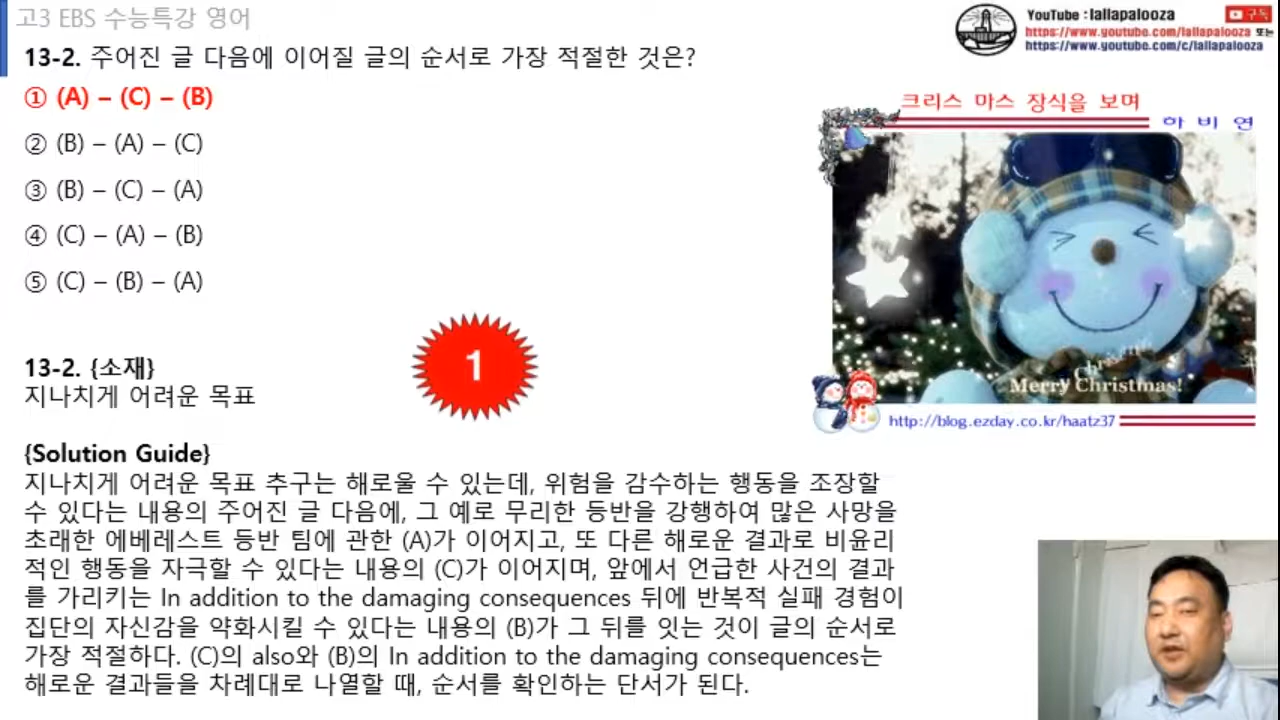 고3 EBS 수능특강 영어
YouTube : lallapalooza
구독
https://www.youtube.com/lallapalooza 또는
https://www.youtube.com/c/lallapalooza
13-2. 주어진 글 다음에 이어질 글의 순서로 가장 적절한 것은?
① (A) – (C) – (B)
② (B) – (A) – (C)
③ (B) – (C) – (A)
④ (C) – (A) – (B)
⑤ (C) – (B) – (A)
크리스 마스 장식을 보며
하 비 연
Merry Christmas!
http://blog.ezday.co.kr/haatz37
1
13-2. {소재}
지나치게 어려운 목표
{Solution Guide}
지나치게 어려운 목표 추구는 해로울 수 있는데, 위험을 감수하는 행동을 조장할
수 있다는 내용의 주어진 글 다음에, 그 예로 무리한 등반을 강행하여 많은 사망을
초래한 에베레스트 등반 팀에 관한 (A)가 이어지고, 또 다른 해로운 결과로 비윤리
적인 행동을 자극할 수 있다는 내용의 (C)가 이어지며, 앞에서 언급한 사건의 결과
를 가리키는 In addition to the damaging consequences 뒤에 반복적 실패 경험이
집단의 자신감을 약화시킬 수 있다는 내용의 (B)가 그 뒤를 잇는 것이 글의 순서로
가장 적절하다. (C)의 also와 (B)의 In addition to the damaging consequences는
해로운 결과들을 차례대로 나열할 때, 순서를 확인하는 단서가 된다.